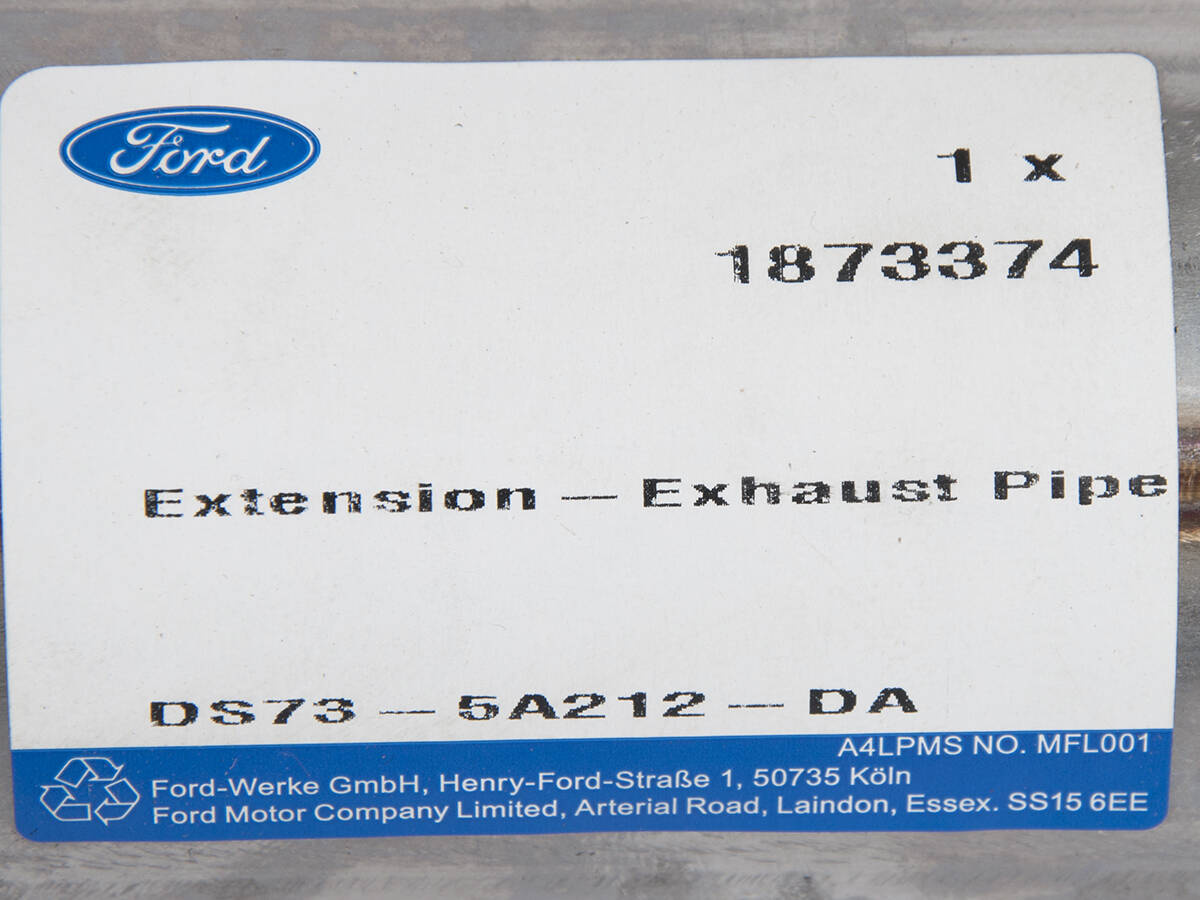 Ford
1 x
1873374
Extension - Exhaust Pipe
DS73 - 5A212 - DA
A4LPMS NO. MFL001
Ford-Werke GmbH, Henry-Ford-Straße 1, 50735 Köln
Ford Motor Company Limited, Arterial Road, Laindon, Essex. SS15 6EE